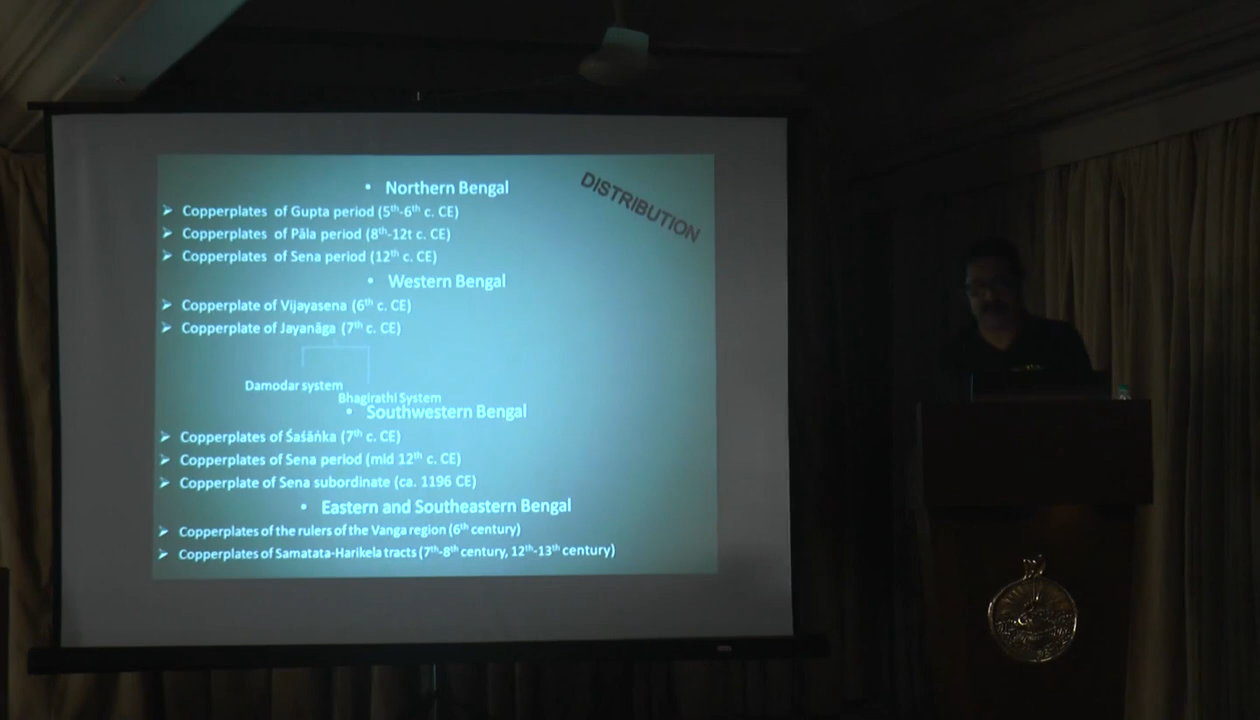 DISTRIBUTION
• Northern Bengal
➢ Copperplates of Gupta period (5th-6th c. CE)
➢ Copperplates of Pāla period (8th-12t c. CE)
➢ Copperplates of Sena period (12th c. CE)
• Western Bengal
➢ Copperplate of Vijayasena (6th c. CE)
➢ Copperplate of Jayanāga (7th c. CE)
Damodar system
Bhagirathi System
• Southwestern Bengal
➢ Copperplates of Śaśāṅka (7th c. CE)
➢ Copperplates of Sena period (mid 12th c. CE)
➢ Copperplate of Sena subordinate (ca. 1196 CE)
• Eastern and Southeastern Bengal
➢ Copperplates of the rulers of the Vanga region (6th century)
➢ Copperplates of Samatata-Harikela tracts (7th-8th century, 12th-13th century)